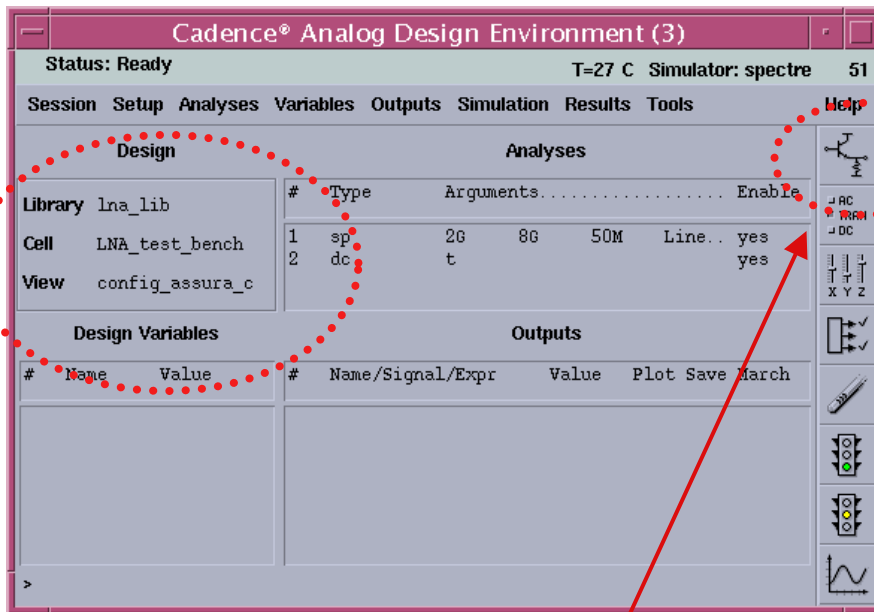 Cadence® Analog Design Environment (3)
Status: Ready T=27 C Simulator: spectre 51
Session Setup Analyses Variables Outputs Simulation Results Tools Help
Design
Library lna_lib
Cell LNA_test_bench
View config_assura_c
Analyses
# Type Arguments.................. Enable
1 sp 2G 8G 50M Line.. yes
2 dc t yes
Design Variables
# Name Value
Outputs
# Name/Signal/Expr Value Plot Save March
>
AC
TRAN
DC
X Y Z